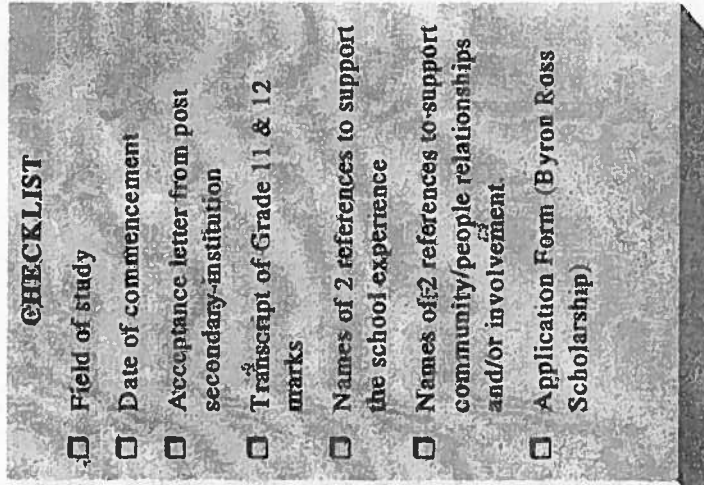 CHECKLIST
☐ Field of study
☐ Date of commencement
☐ Acceptance letter from post
secondary institution
☐ Transcript of Grade 11 & 12
marks
☐ Names of 2 references to support
the school experience
☐ Names of 2 references to support
community/people relationships
and/or involvement.
☐ Application Form (Byron Ross
Scholarship)